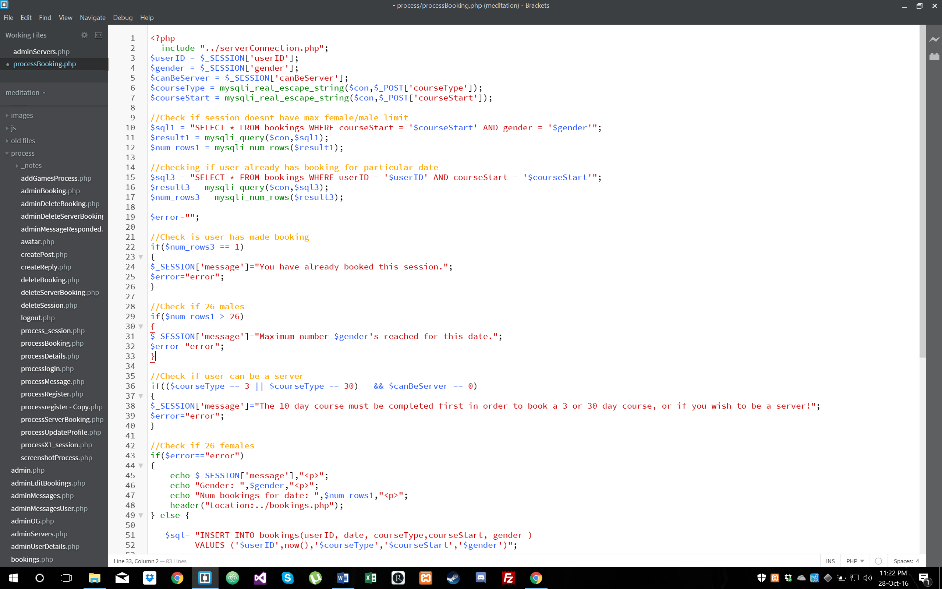 • process/processBooking.php (meditation) - Brackets
File Edit Find View Navigate Debug Help
Working Files
adminServers.php
processBooking.php
meditation
images
js
old files
process
_notes
addGamesProcess.php
adminBooking.php
adminDeleteBooking.php
adminDeleteServerBooking
adminMessageResponded.
avatar.php
createPost.php
createReply.php
deleteBooking.php
deleteServerBooking.php
deleteSession.php
logout.php
process_session.php
processBooking.php
processDetails.php
processlogin.php
processMessage.php
processRegister.php
processregister - Copy.php
processServerBooking.php
processUpdateProfile.php
processX1_session.php
screenshotProcess.php
admin.php
adminEditBookings.php
adminMessages.php
adminMessagesUser.php
adminOG.php
adminServers.php
adminUserDetails.php
bookings.php
1 <?php
2 include "../serverConnection.php";
3 $userID = $_SESSION['userID'];
4 $gender = $_SESSION['gender'];
5 $canBeServer = $_SESSION['canBeServer'];
6 $courseType = mysqli_real_escape_string($con,$_POST['courseType']);
7 $courseStart = mysqli_real_escape_string($con,$_POST['courseStart']);
8
9 //Check if session doesnt have max female/male limit
10 $sql1 = "SELECT * FROM bookings WHERE courseStart = '$courseStart' AND gender = '$gender'";
11 $result1 = mysqli_query($con,$sql1);
12 $num_rows1 = mysqli_num_rows($result1);
13
14 //checking if user already has booking for particular date
15 $sql3 = "SELECT * FROM bookings WHERE userID = '$userID' AND courseStart = '$courseStart'";
16 $result3 = mysqli_query($con,$sql3);
17 $num_rows3 = mysqli_num_rows($result3);
18
19 $error="";
20
21 //Check is user has made booking
22 if($num_rows3 == 1)
23 {
24 $_SESSION['message']="You have already booked this session.";
25 $error="error";
26 }
27
28 //Check if 26 males
29 if($num_rows1 > 26)
30 {
31 $_SESSION['message']="Maximum number $gender's reached for this date.";
32 $error="error";
33 }
34
35 //Check if user can be a server
36 if(($courseType == 3 || $courseType == 30) && $canBeServer == 0)
37 {
38 $_SESSION['message']="The 10 day course must be completed first in order to book a 3 or 30 day course, or if you wish to be a server!";
39 $error="error";
40 }
41
42 //Check if 26 females
43 if($error=="error")
44 {
45 echo $_SESSION['message'],"<p>";
46 echo "Gender: ",$gender,"<p>";
47 echo "Num bookings for date: ",$num_rows1,"<p>";
48 header("Location:../bookings.php");
49 } else {
50
51 $sql= "INSERT INTO bookings(userID, date, courseType,courseStart, gender )
52 VALUES ('$userID',now(),'$courseType','$courseStart','$gender')";
Line 33, Column 2 — 83 Lines
INS PHP Spaces: 4
11:22 PM
28-Oct-16